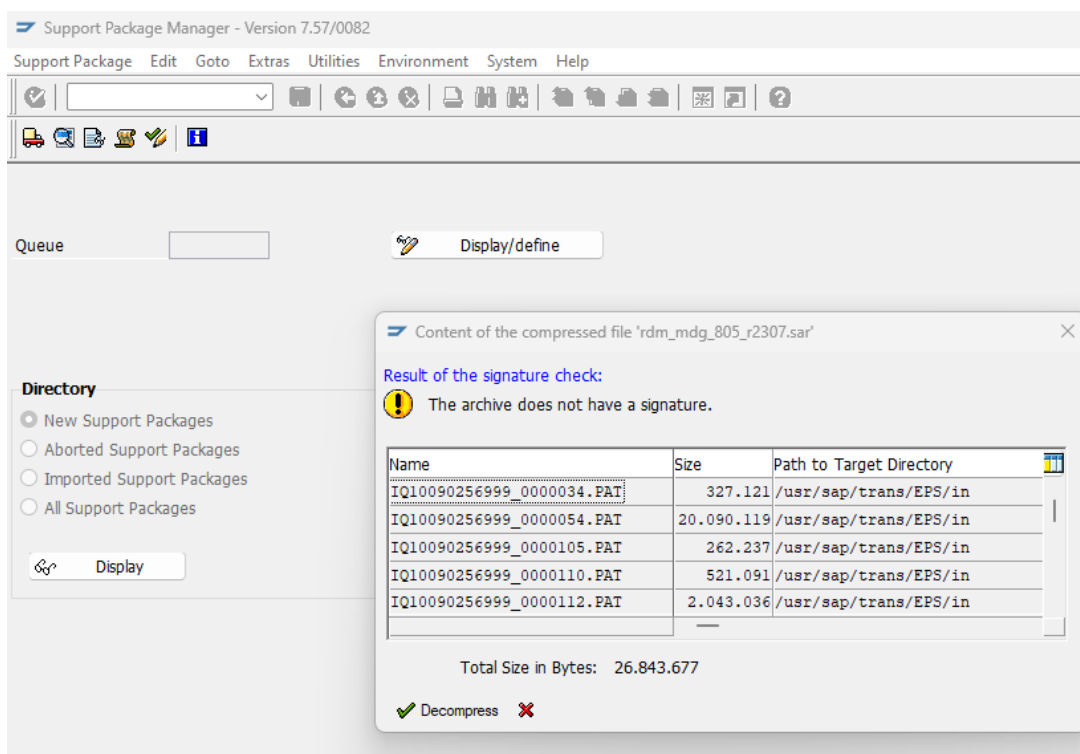 Support Package Manager - Version 7.57/0082
Support Package Edit Goto Extras Utilities Environment System Help
Queue
Display/define
Content of the compressed file 'rdm_mdg_805_r2307.sar'
Result of the signature check:
The archive does not have a signature.
Directory
New Support Packages
Aborted Support Packages
Imported Support Packages
All Support Packages
Display
Name Size Path to Target Directory
IQ10090256999_0000034.PAT 327.121 /usr/sap/trans/EPS/in
IQ10090256999_0000054.PAT 20.090.119 /usr/sap/trans/EPS/in
IQ10090256999_0000105.PAT 262.237 /usr/sap/trans/EPS/in
IQ10090256999_0000110.PAT 521.091 /usr/sap/trans/EPS/in
IQ10090256999_0000112.PAT 2.043.036 /usr/sap/trans/EPS/in
Total Size in Bytes: 26.843.677
Decompress